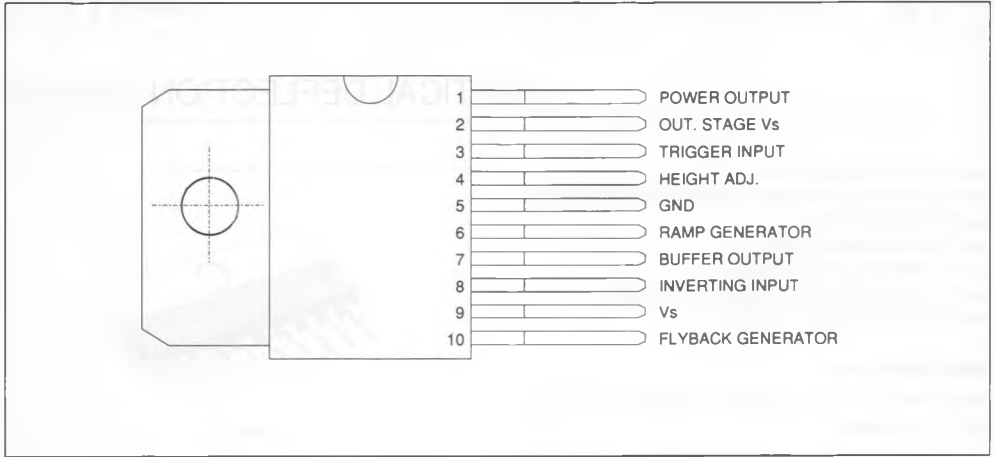 1 POWER OUTPUT
2 OUT. STAGE Vs
3 TRIGGER INPUT
4 HEIGHT ADJ.
5 GND
6 RAMP GENERATOR
7 BUFFER OUTPUT
8 INVERTING INPUT
9 Vs
10 FLYBACK GENERATOR